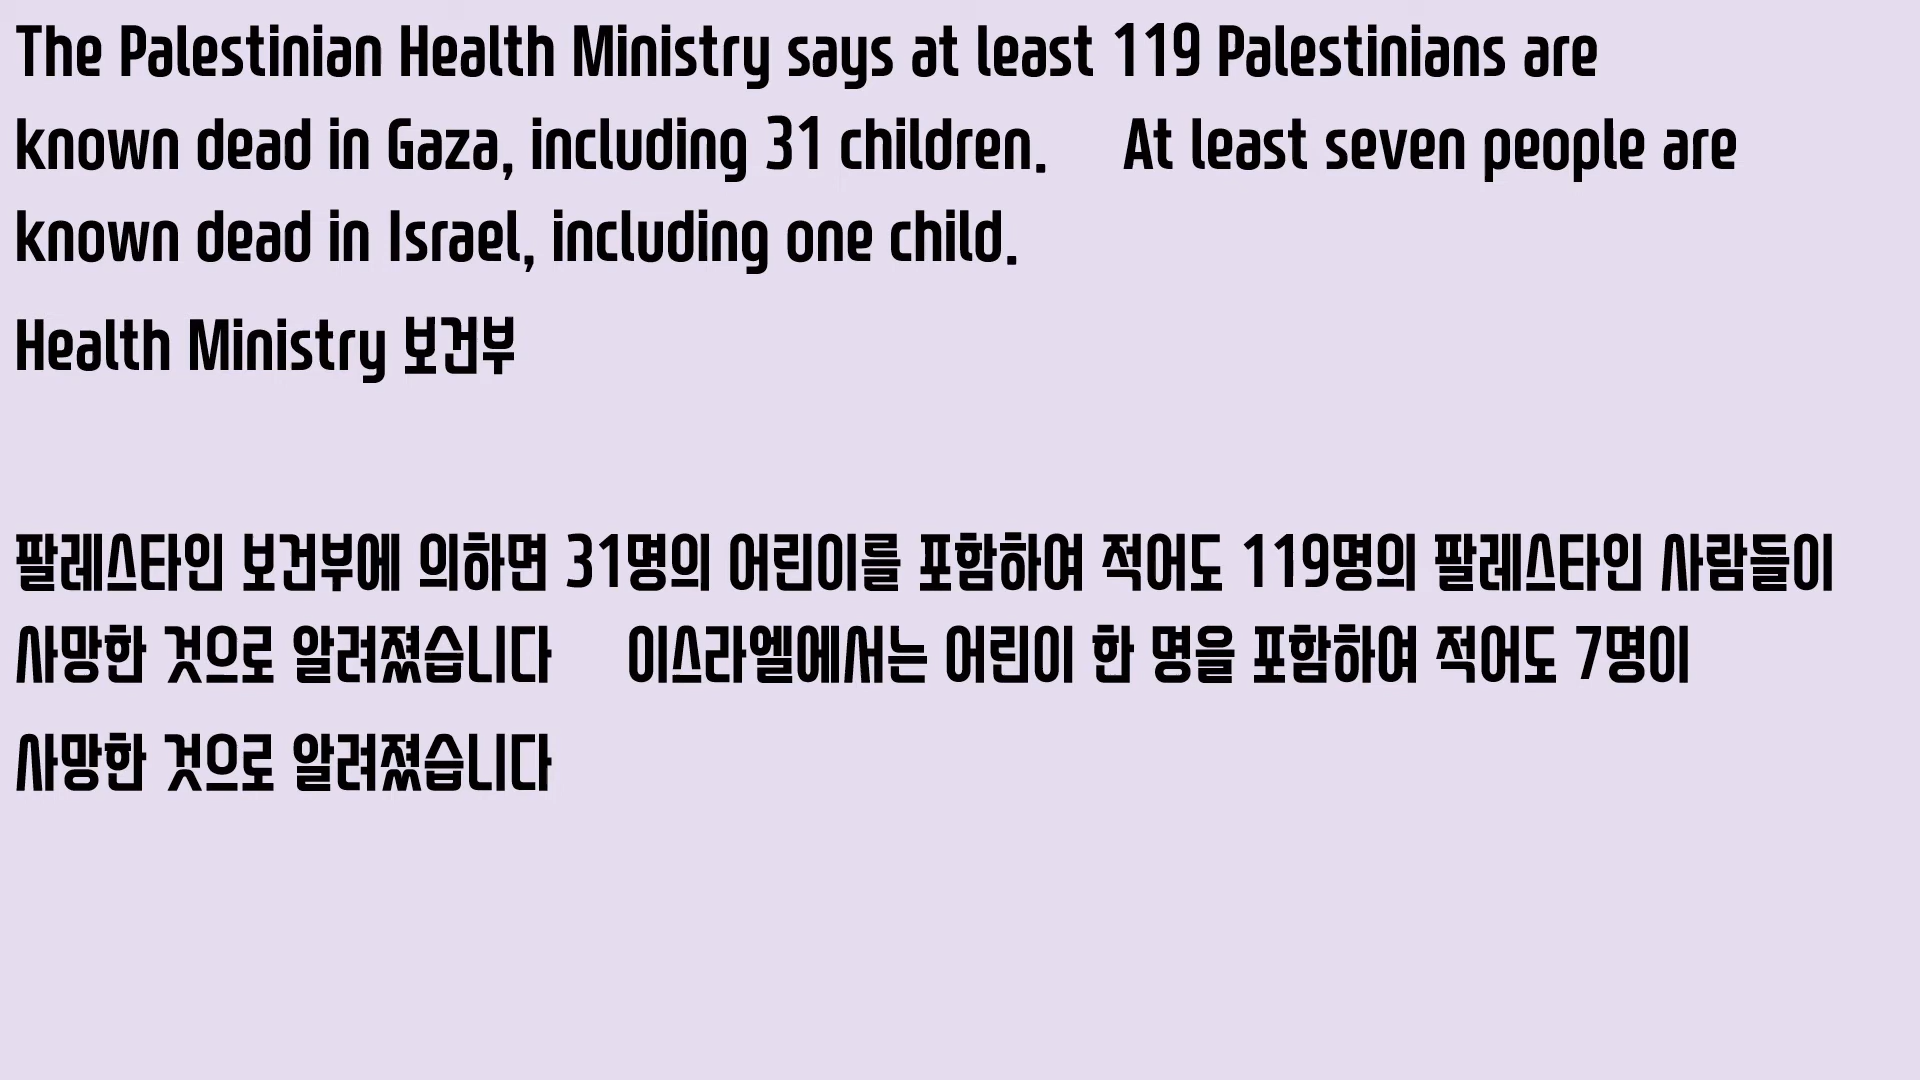 The Palestinian Health Ministry says at least 119 Palestinians are
known dead in Gaza, including 31 children.    At least seven people are
known dead in Israel, including one child.
Health Ministry 보건부
팔레스타인 보건부에 의하면 31명의 어린이를 포함하여 적어도 119명의 팔레스타인 사람들이
사망한 것으로 알려졌습니다    이스라엘에서는 어린이 한 명을 포함하여 적어도 7명이
사망한 것으로 알려졌습니다